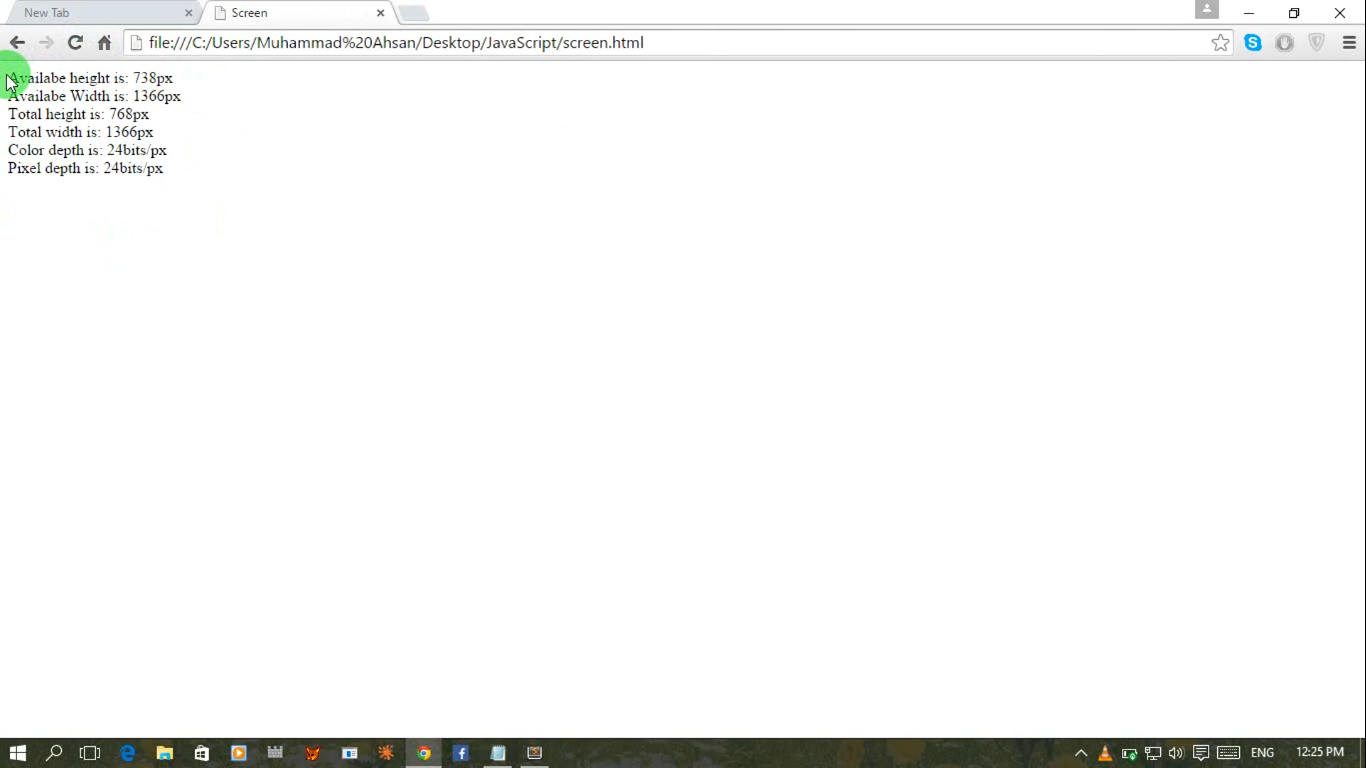 New Tab
Screen
file:///C:/Users/Muhammad%20Ahsan/Desktop/JavaScript/screen.html
Availabe height is: 738px
Availabe Width is: 1366px
Total height is: 768px
Total width is: 1366px
Color depth is: 24bits/px
Pixel depth is: 24bits/px
ENG
12:25 PM